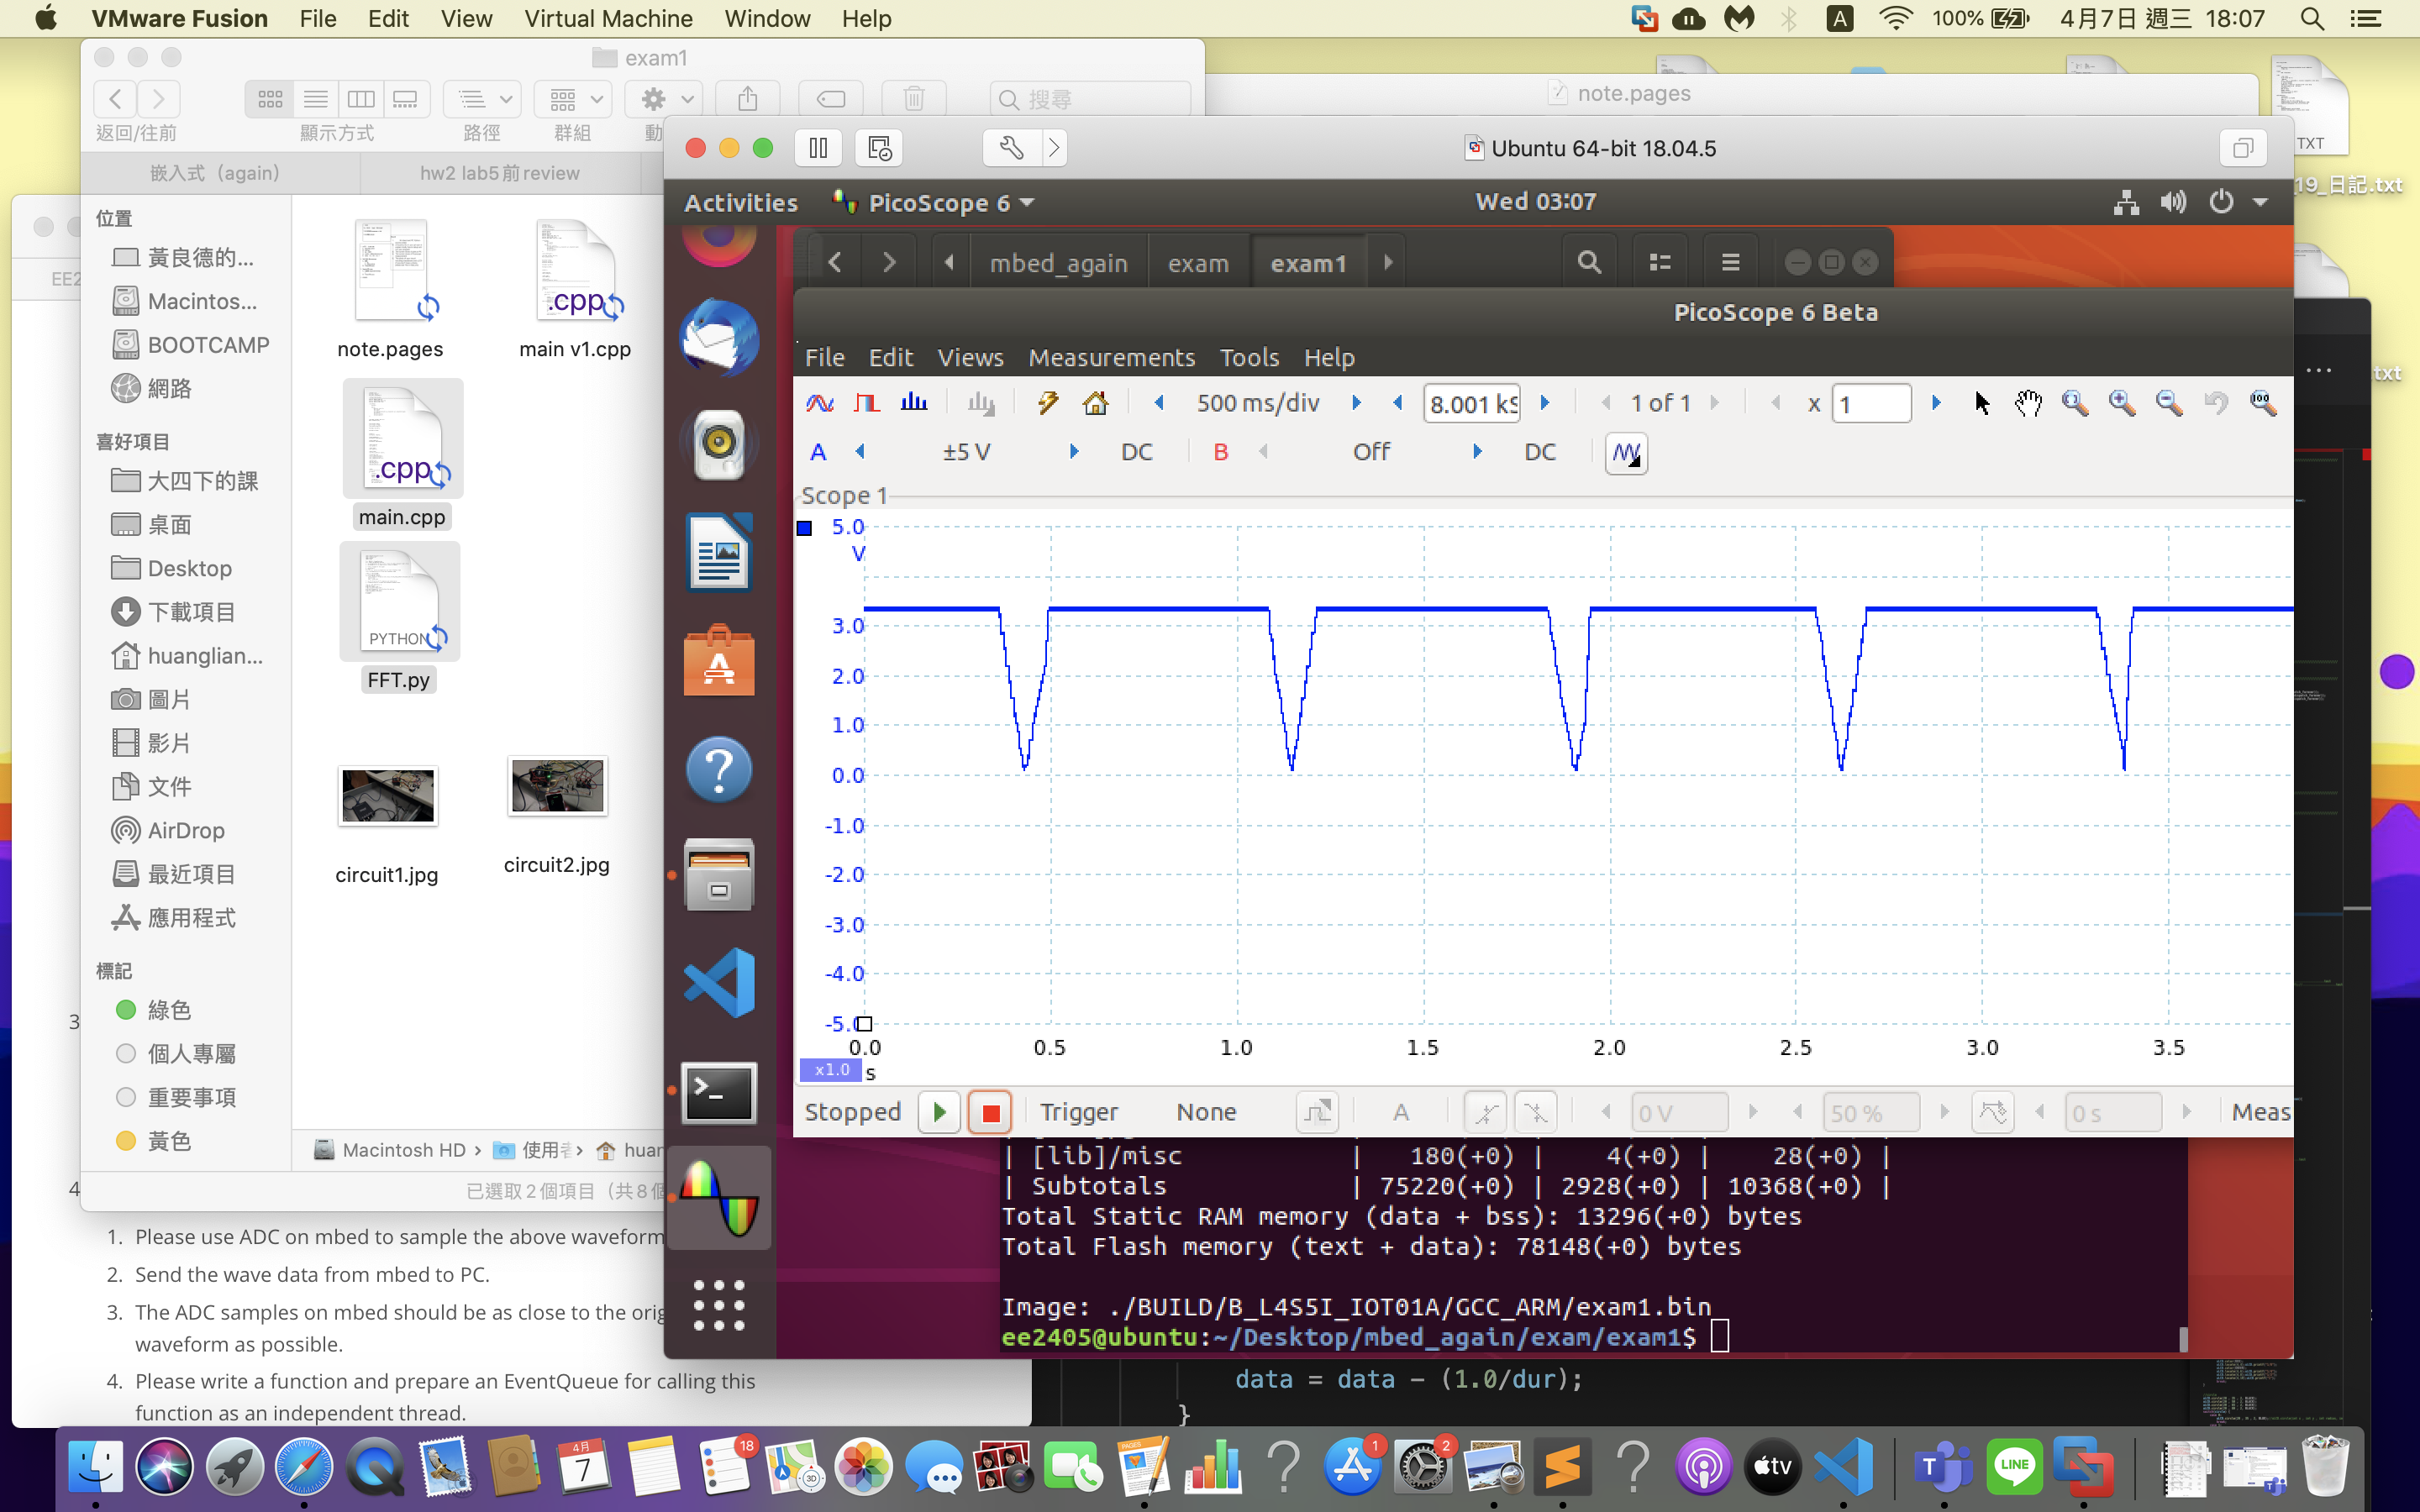 VMware Fusion File Edit View Virtual Machine Window Help
A 100% 4月7日 週三 18:07
exam1
搜尋
返回/往前 顯示方式 路徑 群組 動
嵌入式（again） hw2 lab5前review
位置
黃良德的...
Macintos...
BOOTCAMP
網路
喜好項目
大四下的課
桌面
Desktop
下載項目
huanglian...
圖片
影片
文件
AirDrop
最近項目
應用程式
標記
綠色
個人專屬
重要事項
黃色
note.pages
.cpp
main v1.cpp
.cpp
main.cpp
PYTHON
FFT.py
circuit1.jpg
circuit2.jpg
Macintosh HD › 使用者› huan
已選取 2 個項目（共 8 個
note.pages
TXT
19_日記.txt
.txt
Ubuntu 64-bit 18.04.5
Activities PicoScope 6 Wed 03:07
mbed_again exam exam1
PicoScope 6 Beta
File Edit Views Measurements Tools Help
500 ms/div 8.001 kS 1 of 1 x 1
A ±5 V DC B Off DC
Scope 1
5.0
V
3.0
2.0
1.0
0.0
-1.0
-2.0
-3.0
-4.0
-5.0
0.0 0.5 1.0 1.5 2.0 2.5 3.0 3.5
x1.0 s
Stopped Trigger None A 0 V 50 % 0 s Meas
| [lib]/misc | 180(+0) | 4(+0) | 28(+0) |
| Subtotals | 75220(+0) | 2928(+0) | 10368(+0) |
Total Static RAM memory (data + bss): 13296(+0) bytes
Total Flash memory (text + data): 78148(+0) bytes
Image: ./BUILD/B_L4S5I_IOT01A/GCC_ARM/exam1.bin
ee2405@ubuntu:~/Desktop/mbed_again/exam/exam1$
EE2
3
4
1. Please use ADC on mbed to sample the above waveform
2. Send the wave data from mbed to PC.
3. The ADC samples on mbed should be as close to the orig
waveform as possible.
4. Please write a function and prepare an EventQueue for calling this
function as an independent thread.
data = data - (1.0/dur);
}
4月
7
18
3D
PAGES
1
2
tv
T
LINE